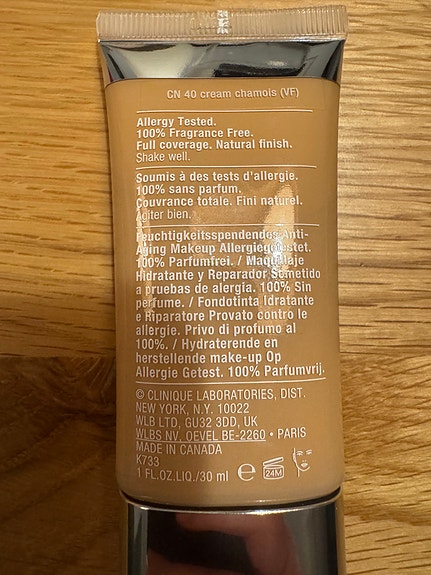 CN 40 cream chamois (VF)
Allergy Tested.
100% Fragrance Free.
Full coverage. Natural finish.
Shake well.
Soumis à des tests d'allergie.
100% sans parfum.
Couvrance totale. Fini naturel.
Agiter bien.
Feuchtigkeitsspendendes Anti-
Aging Makeup Allergiegetestet.
100% Parfumfrei. / Maquillaje
Hidratante y Reparador Sometido
a pruebas de alergia. 100% Sin
perfume. / Fondotinta Idratante
e Riparatore Provato contro le
allergie. Privo di profumo al
100%. / Hydraterende en
herstellende make-up Op
Allergie Getest. 100% Parfumvrij.
© CLINIQUE LABORATORIES, DIST.
NEW YORK, N.Y. 10022
WLB LTD, GU32 3DD, UK
WLBS NV, OEVEL BE-2260 • PARIS
MADE IN CANADA
K733
1 FL.OZ.LIQ./30 ml ℮ 24M